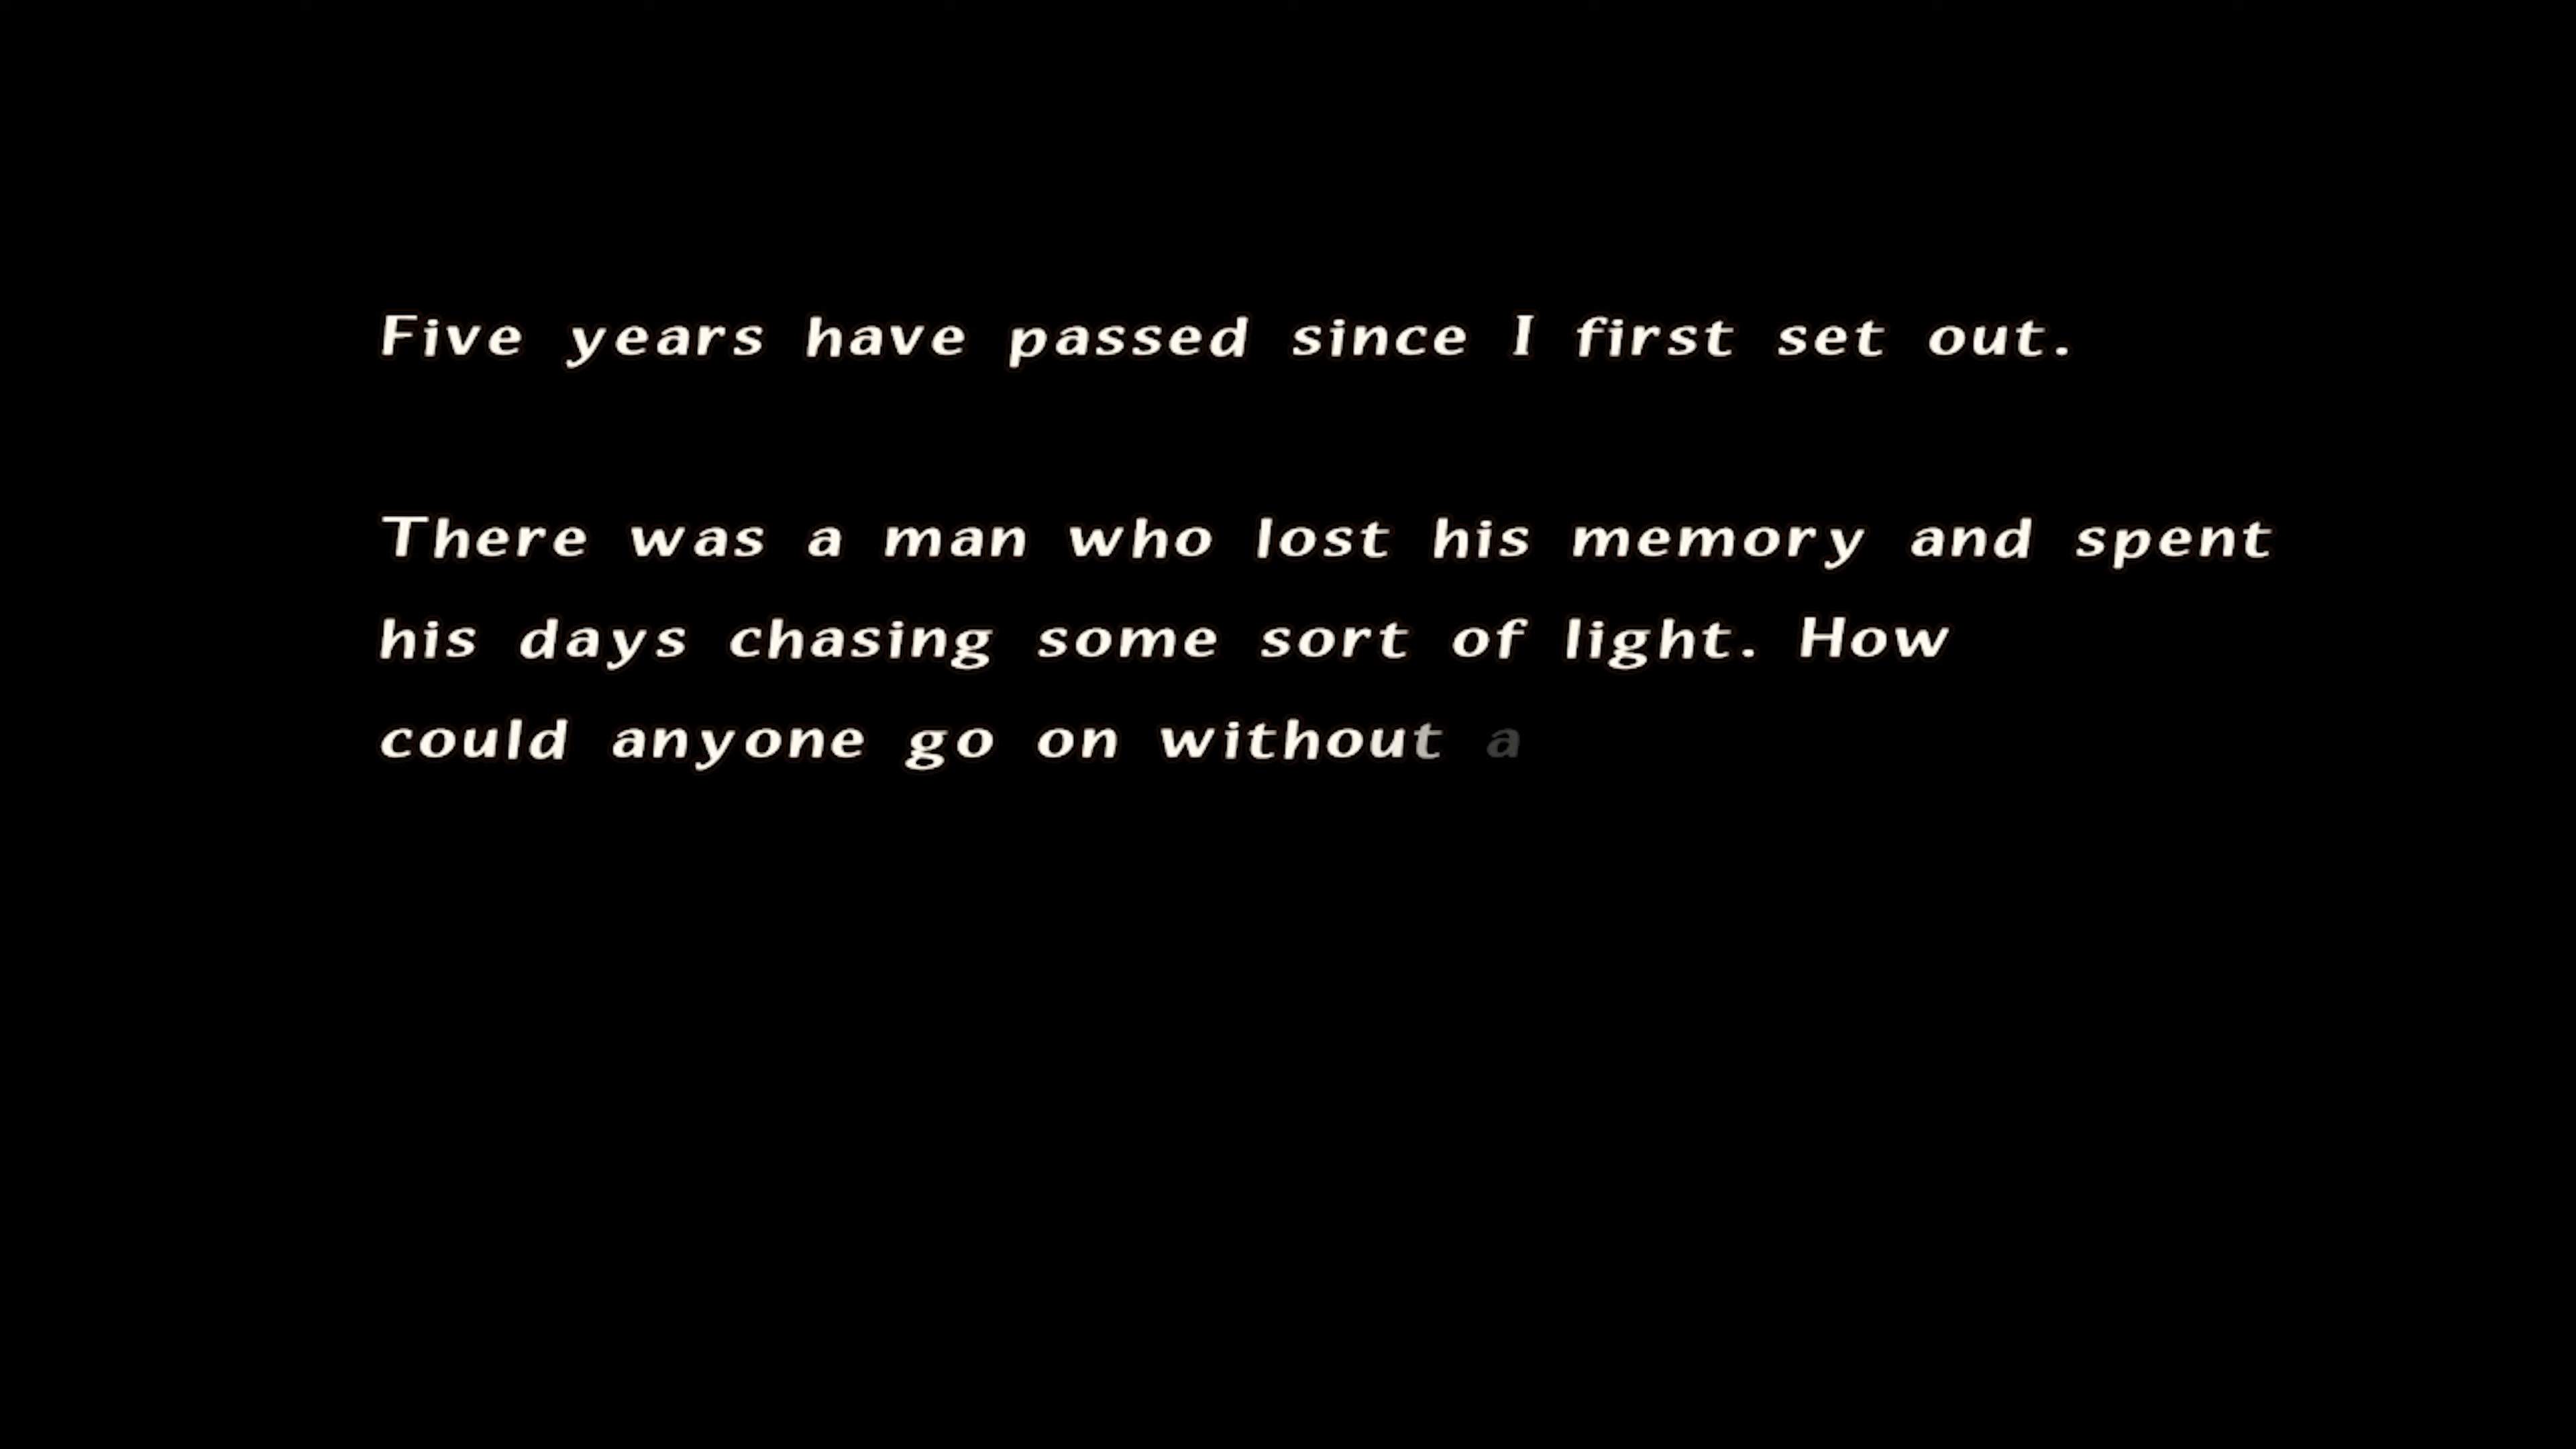 Five years have passed since I first set out.
There was a man who lost his memory and spent
his days chasing some sort of light. How
could anyone go on without a